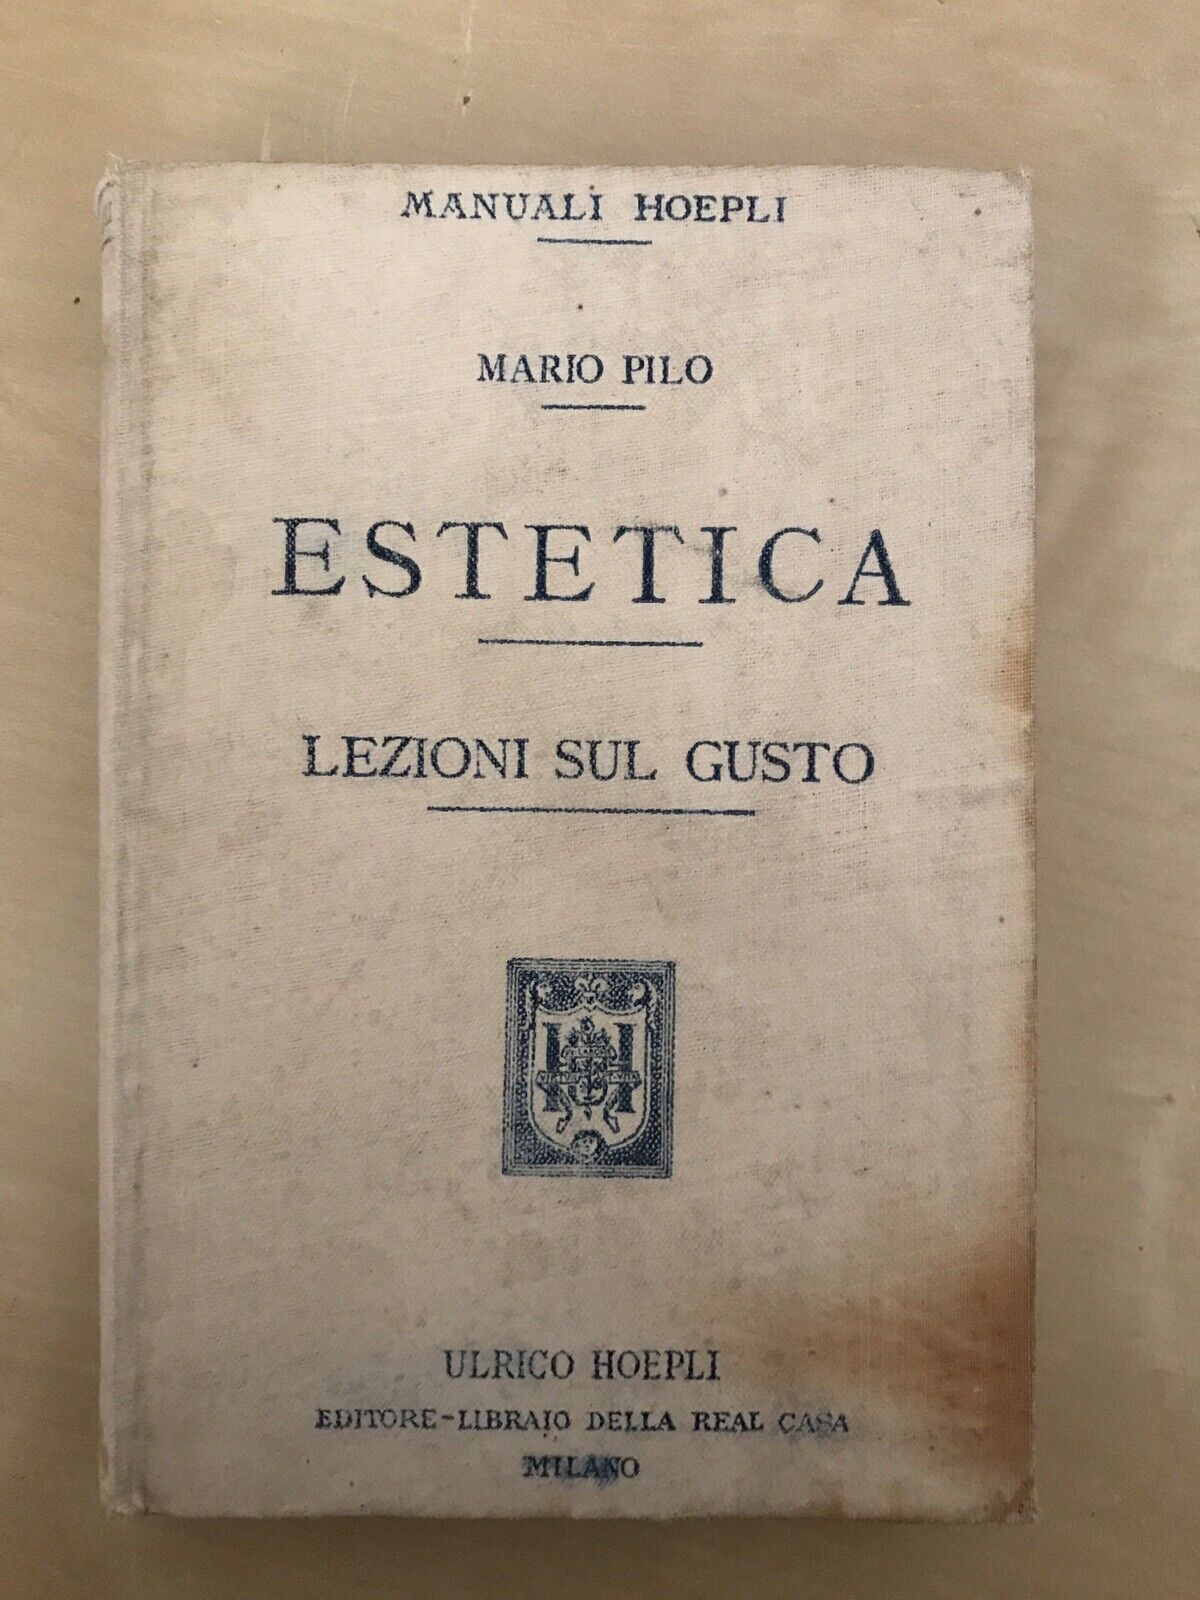 MANUALI HOEPLI
MARIO PILO
ESTETICA
LEZIONI SUL GUSTO
H H
ULRICO HOEPLI
EDITORE-LIBRAIO DELLA REAL CASA
MILANO